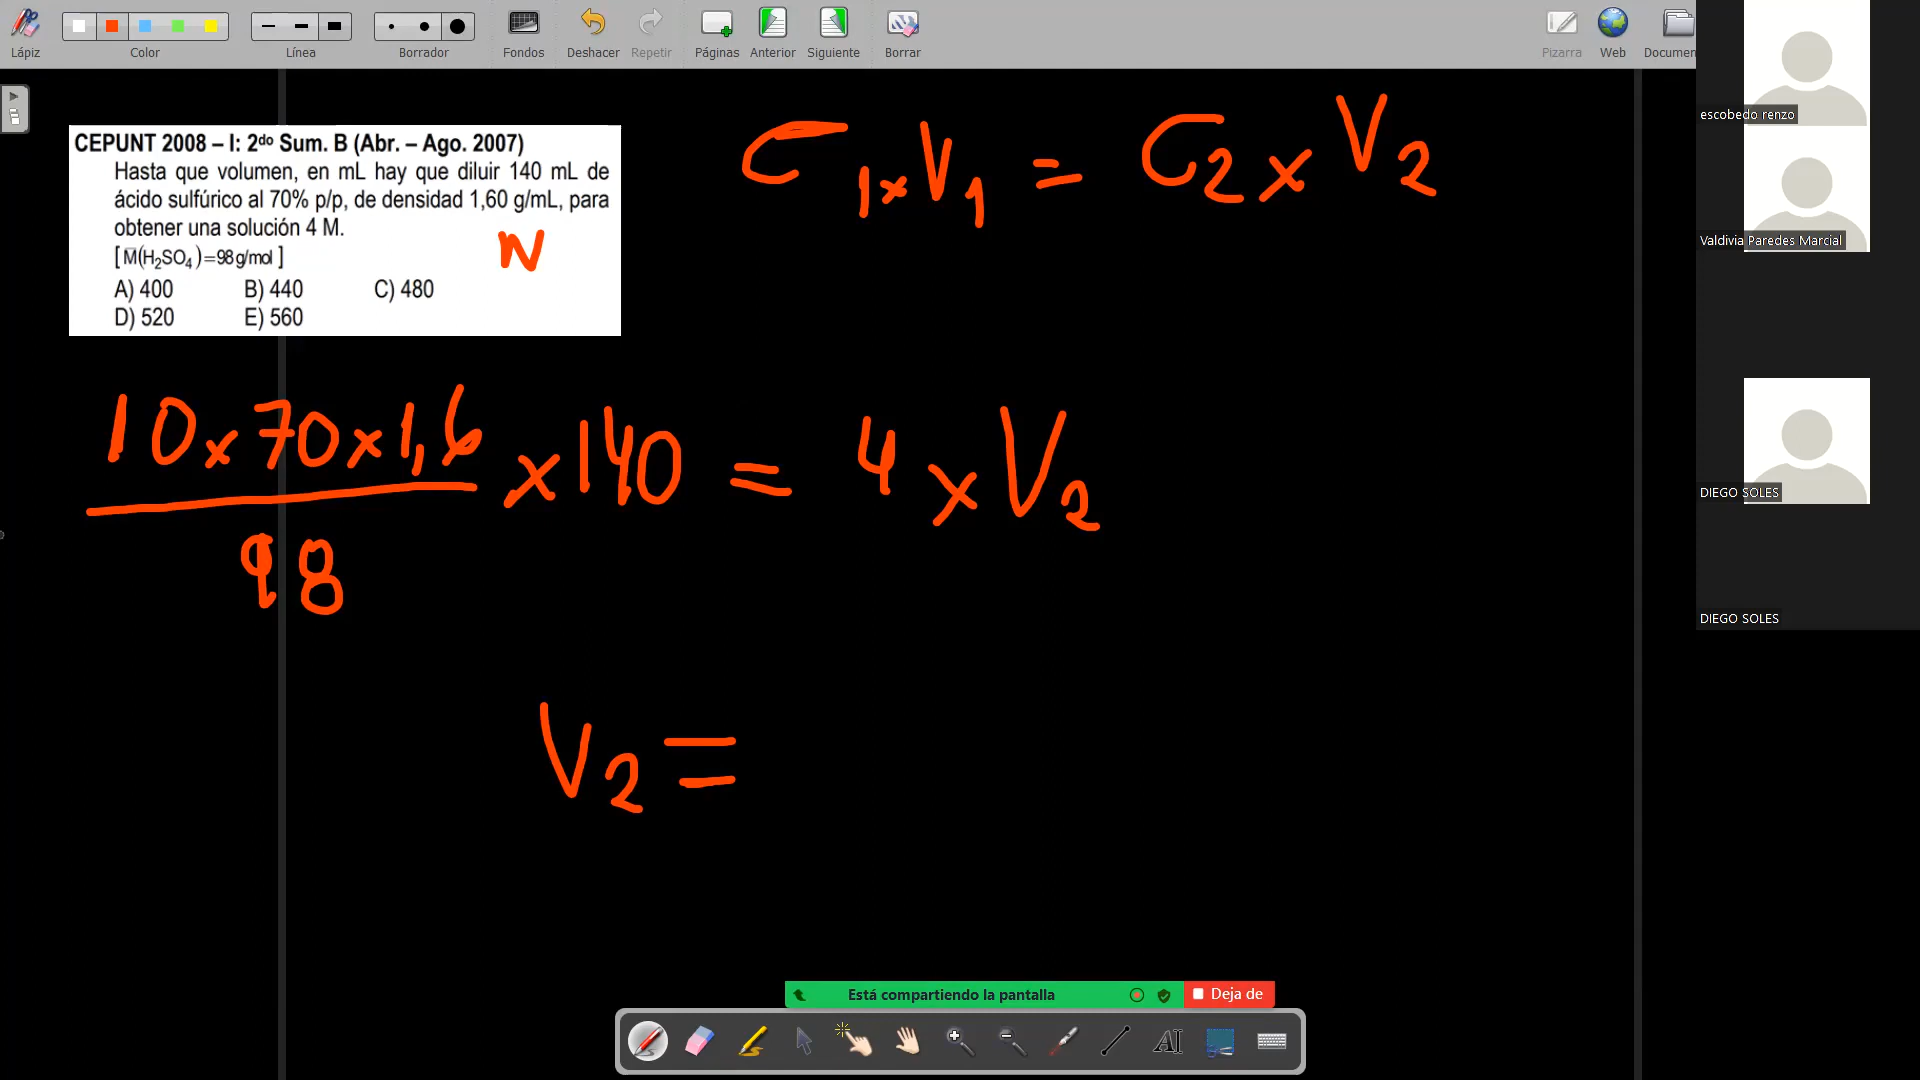 Lápiz
Color
Línea
Borrador
Fondos
Deshacer
Repetir
Páginas
Anterior
Siguiente
Borrar
Pizarra
Web
Documen
CEPUNT 2008 – I: 2do Sum. B (Abr. – Ago. 2007)
Hasta que volumen, en mL hay que diluir 140 mL de
ácido sulfúrico al 70% p/p, de densidad 1,60 g/mL, para
obtener una solución 4 M.
[ M̅(H₂SO₄)=98g/mol ]
A) 400 B) 440 C) 480
D) 520 E) 560
N
C₁ x V₁ = C₂ x V₂
10 x 70 x 1,6 x 140 = 4 x V₂
98
V₂ =
escobedo renzo
Valdivia Paredes Marcial
DIEGO SOLES
DIEGO SOLES
Está compartiendo la pantalla
Deja de
AI